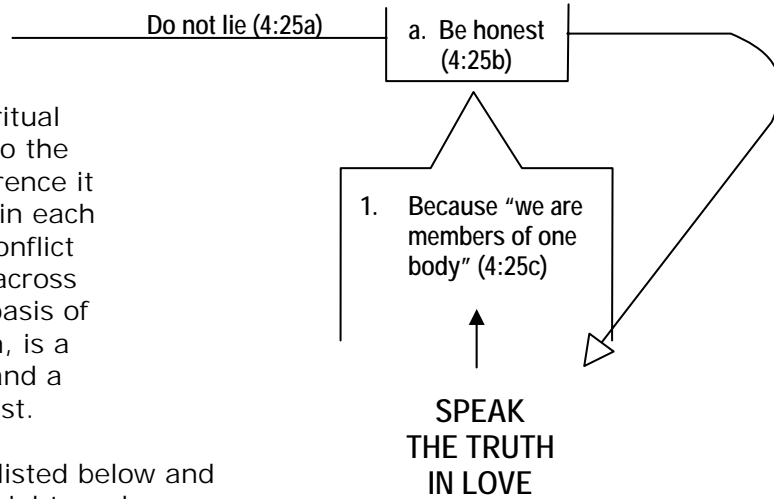 Do not lie (4:25a)
a. Be honest
(4:25b)
ritual
o the
rence it
in each
onflict
across
asis of
, is a
and a
st.
listed below and
1. Because “we are
members of one
body” (4:25c)
SPEAK
THE TRUTH
IN LOVE